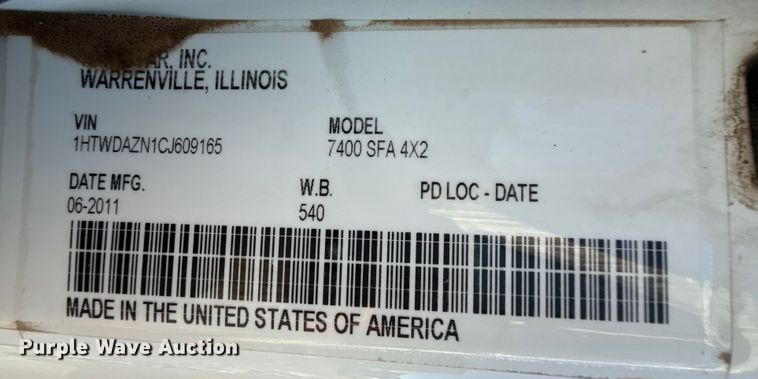 INC.
WARRENVILLE, ILLINOIS
VIN MODEL
1HTWDAZN1CJ609165 7400 SFA 4X2
DATE MFG. W.B. PD LOC - DATE
06-2011 540
MADE IN THE UNITED STATES OF AMERICA
Purple Wave Auction